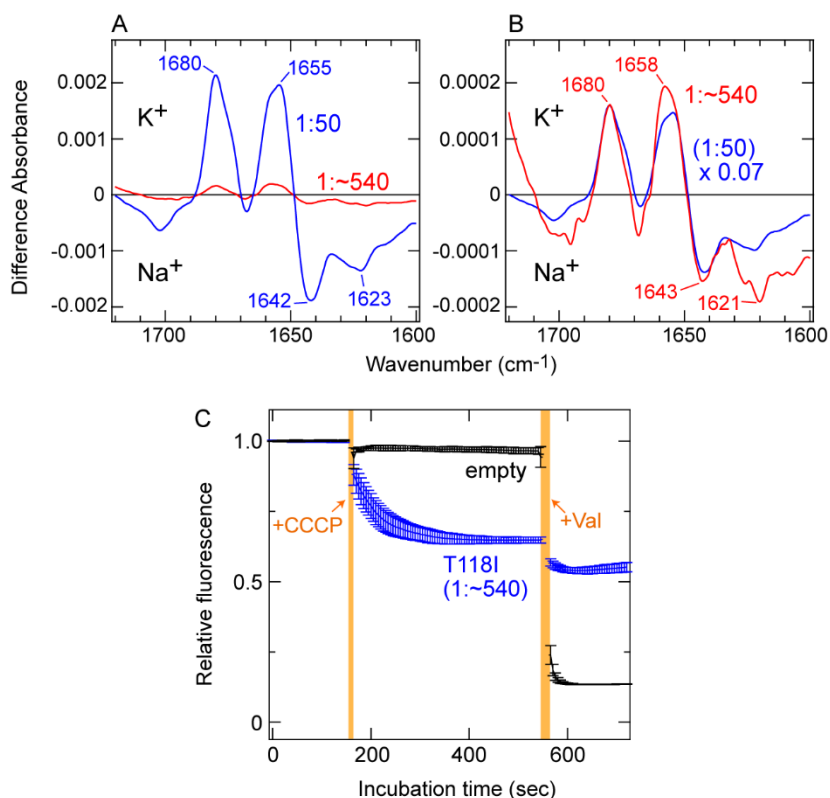 A
B
1680
1655
1:50
1:~540
K+
Na+
1642
1623
0.002
0.001
0
-0.001
-0.002
1700
1650
1600
Difference Absorbance
1680
1658
1:~540
(1:50)
x 0.07
K+
Na+
1643
1621
0.0002
0.0001
0
-0.0001
-0.0002
1700
1650
1600
Wavenumber (cm-1)
C
1.0
0.5
0
Relative fluorescence
empty
+CCCP
+Val
T118I
(1:~540)
0
200
400
600
Incubation time (sec)